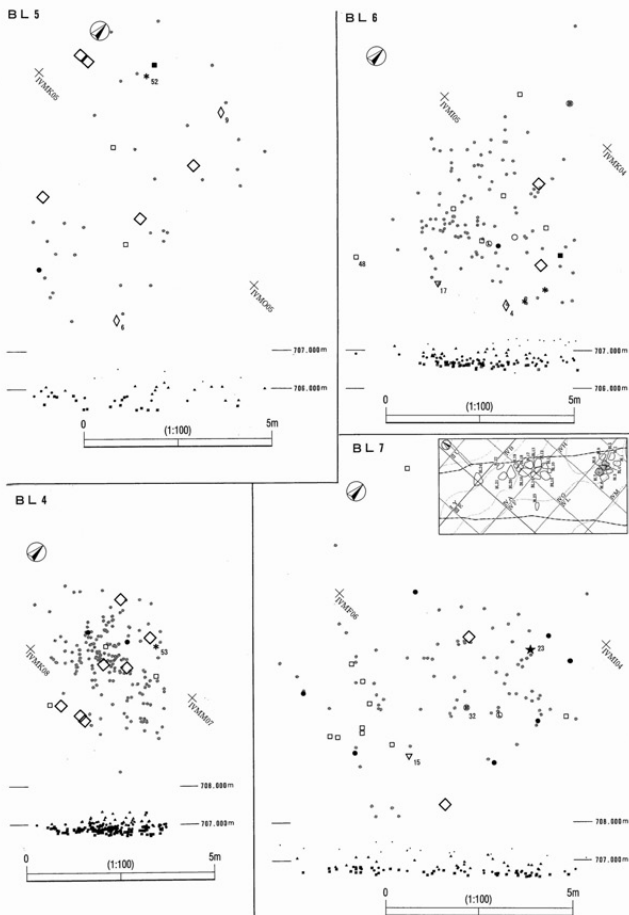 BL5
IVMK05
52
9
IVMO05
6
707.000m
706.000m
0
5m
(1:100)
BL6
IVMI05
IVMK04
48
17
4
707.000m
706.000m
0
5m
(1:100)
BL4
IVMK08
53
IVMM07
708.000m
707.000m
0
5m
(1:100)
BL7
IVMF06
IVMI04
23
32
15
708.000m
707.000m
0
5m
(1:100)